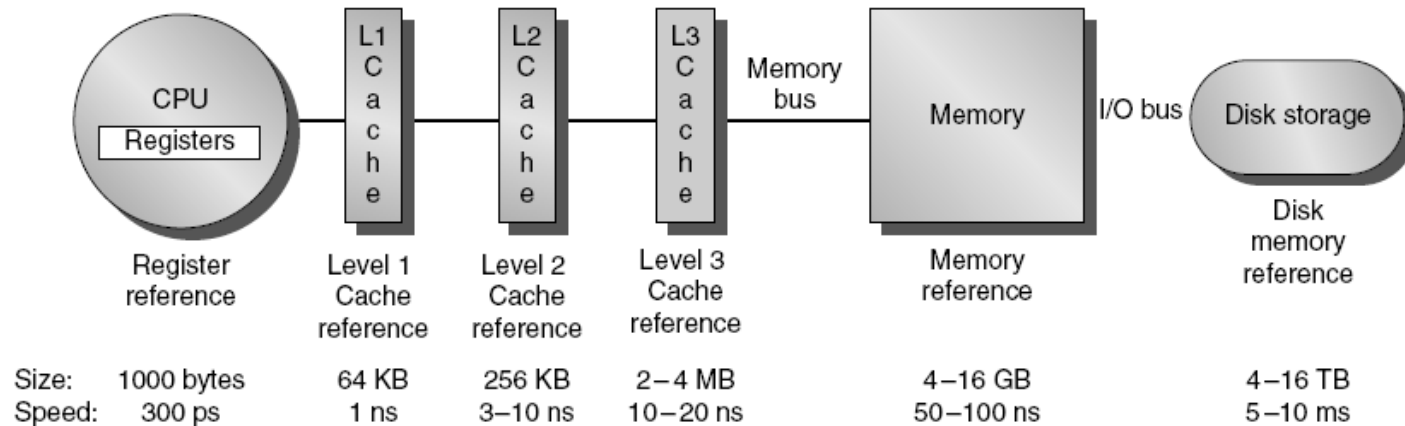 CPU
Registers
L1
C
a
c
h
e
L2
C
a
c
h
e
L3
C
a
c
h
e
Memory
bus
Memory
I/O bus
Disk storage
Register
reference
Level 1
Cache
reference
Level 2
Cache
reference
Level 3
Cache
reference
Memory
reference
Disk
memory
reference
Size: 1000 bytes 64 KB 256 KB 2–4 MB 4–16 GB 4–16 TB
Speed: 300 ps 1 ns 3–10 ns 10–20 ns 50–100 ns 5–10 ms